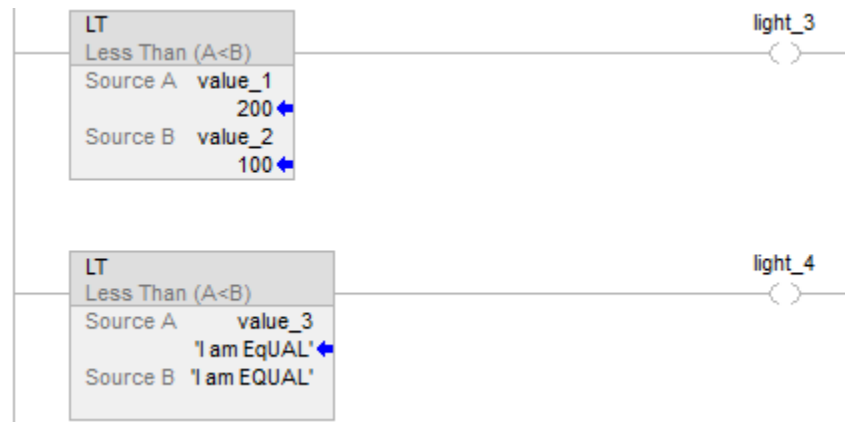 LT
light_3
Less Than (A<B)
Source A value_1
200
Source B value_2
100
LT
light_4
Less Than (A<B)
Source A value_3
'I am EqUAL'
Source B 'I am EQUAL'